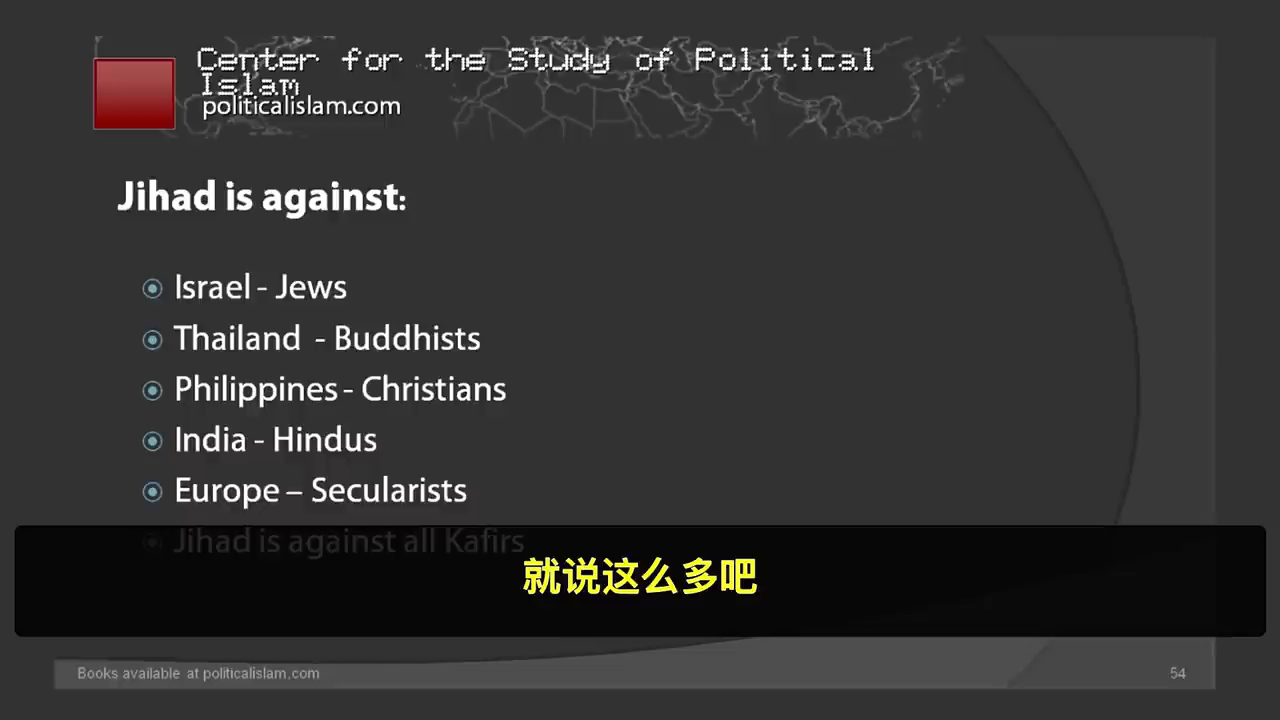 Center for the Study of Political
Islam
politicalislam.com
Jihad is against:
Israel - Jews
Thailand - Buddhists
Philippines - Christians
India - Hindus
Europe – Secularists
Jihad is against all Kafirs
就说这么多吧
Books available at politicalislam.com
54